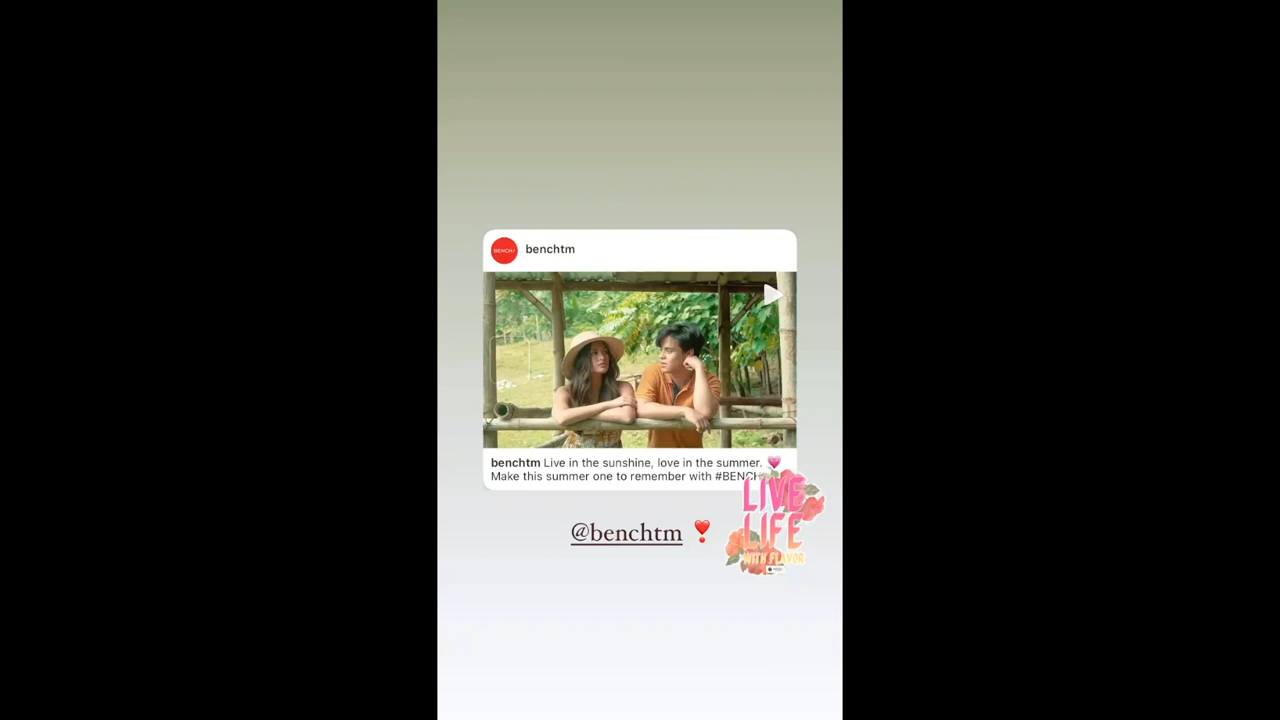 BENCH/
benchtm
benchtm Live in the sunshine, love in the summer. 💗
Make this summer one to remember with #BENCH
@benchtm ❣️
LIVE
LIFE
WITH FLAVOR